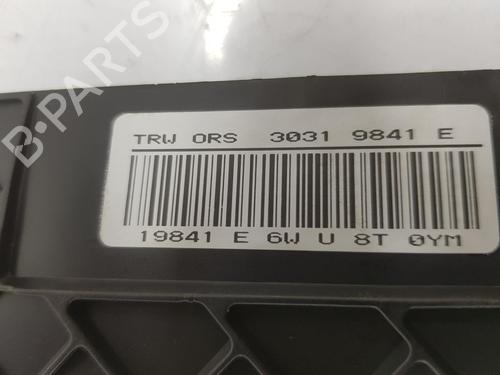 B-PARTS
TRW ORS 3031 9841 E
19841 E 6W U 8T 0YM